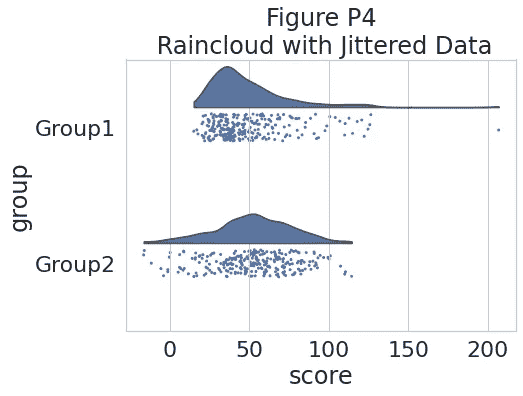 Figure P4
Raincloud with Jittered Data
Group1
group
Group2
0 50 100 150 200
score